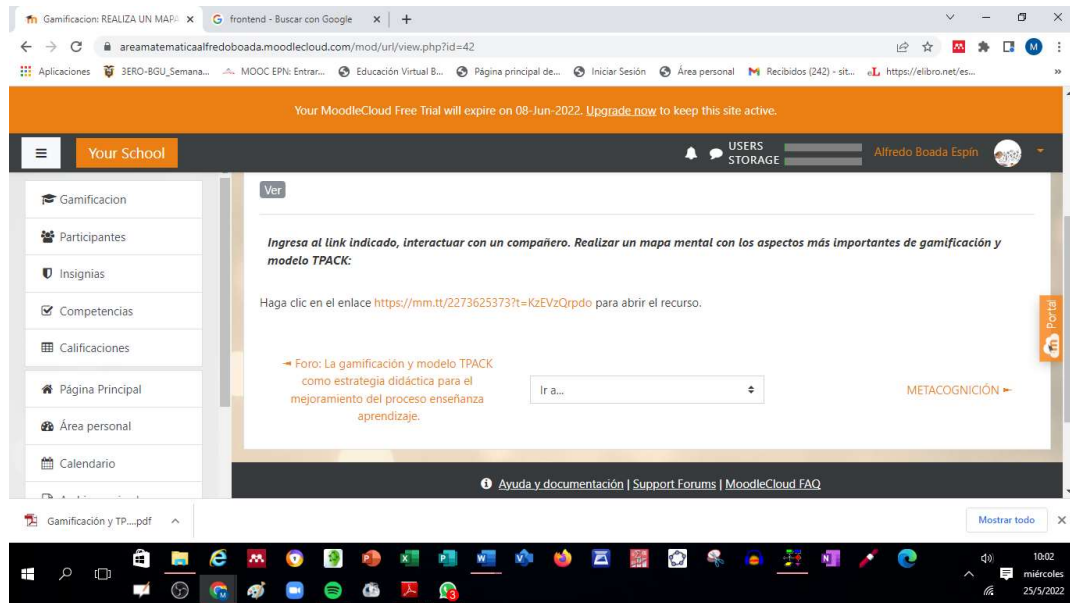 Gamificacion: REALIZA UN MAPA
frontend - Buscar con Google
areamatematicaalfredoboada.moodlecloud.com/mod/url/view.php?id=42
M
Aplicaciones
3ERO-BGU_Semana...
MOOC EPN: Entrar...
Educación Virtual B...
Página principal de...
Iniciar Sesión
Área personal
Recibidos (242) - sit...
https://elibro.net/es...
Your MoodleCloud Free Trial will expire on 08-Jun-2022. Upgrade now to keep this site active.
Your School
USERS
STORAGE
Alfredo Boada Espín
Gamificacion
Participantes
Insignias
Competencias
Calificaciones
Página Principal
Área personal
Calendario
Ver
Ingresa al link indicado, interactuar con un compañero. Realizar un mapa mental con los aspectos más importantes de gamificación y
modelo TPACK:
Haga clic en el enlace https://mm.tt/2273625373?t=KzEVzQrpdo para abrir el recurso.
◄ Foro: La gamificación y modelo TPACK
como estrategia didáctica para el
mejoramiento del proceso enseñanza
aprendizaje.
Ir a...
METACOGNICIÓN ►
Portal
Ayuda y documentación | Support Forums | MoodleCloud FAQ
Gamificación y TP....pdf
Mostrar todo
10:02
miércoles
25/5/2022
3